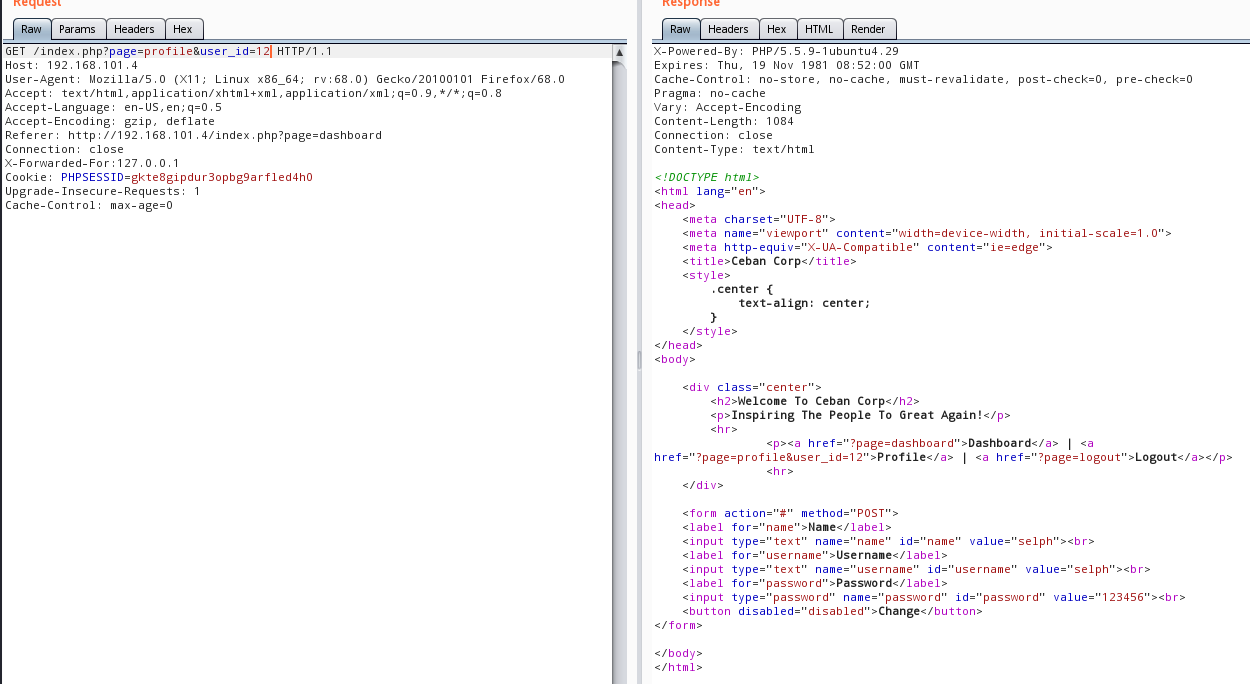 Request
Raw Params Headers Hex
GET /index.php?page=profile&user_id=12 HTTP/1.1
Host: 192.168.101.4
User-Agent: Mozilla/5.0 (X11; Linux x86_64; rv:68.0) Gecko/20100101 Firefox/68.0
Accept: text/html,application/xhtml+xml,application/xml;q=0.9,*/*;q=0.8
Accept-Language: en-US,en;q=0.5
Accept-Encoding: gzip, deflate
Referer: http://192.168.101.4/index.php?page=dashboard
Connection: close
X-Forwarded-For:127.0.0.1
Cookie: PHPSESSID=gkte8gipdur3opbg9arfled4h0
Upgrade-Insecure-Requests: 1
Cache-Control: max-age=0
Response
Raw Headers Hex HTML Render
X-Powered-By: PHP/5.5.9-1ubuntu4.29
Expires: Thu, 19 Nov 1981 08:52:00 GMT
Cache-Control: no-store, no-cache, must-revalidate, post-check=0, pre-check=0
Pragma: no-cache
Vary: Accept-Encoding
Content-Length: 1084
Connection: close
Content-Type: text/html
<!DOCTYPE html>
<html lang="en">
<head>
    <meta charset="UTF-8">
    <meta name="viewport" content="width=device-width, initial-scale=1.0">
    <meta http-equiv="X-UA-Compatible" content="ie=edge">
    <title>Ceban Corp</title>
    <style>
        .center {
            text-align: center;
        }
    </style>
</head>
<body>
    <div class="center">
        <h2>Welcome To Ceban Corp</h2>
        <p>Inspiring The People To Great Again!</p>
        <hr>
                <p><a href="?page=dashboard">Dashboard</a> | <a
href="?page=profile&user_id=12">Profile</a> | <a href="?page=logout">Logout</a></p>
                <hr>
    </div>
    <form action="#" method="POST">
    <label for="name">Name</label>
    <input type="text" name="name" id="name" value="selph"><br>
    <label for="username">Username</label>
    <input type="text" name="username" id="username" value="selph"><br>
    <label for="password">Password</label>
    <input type="password" name="password" id="password" value="123456"><br>
    <button disabled="disabled">Change</button>
</form>
</body>
</html>